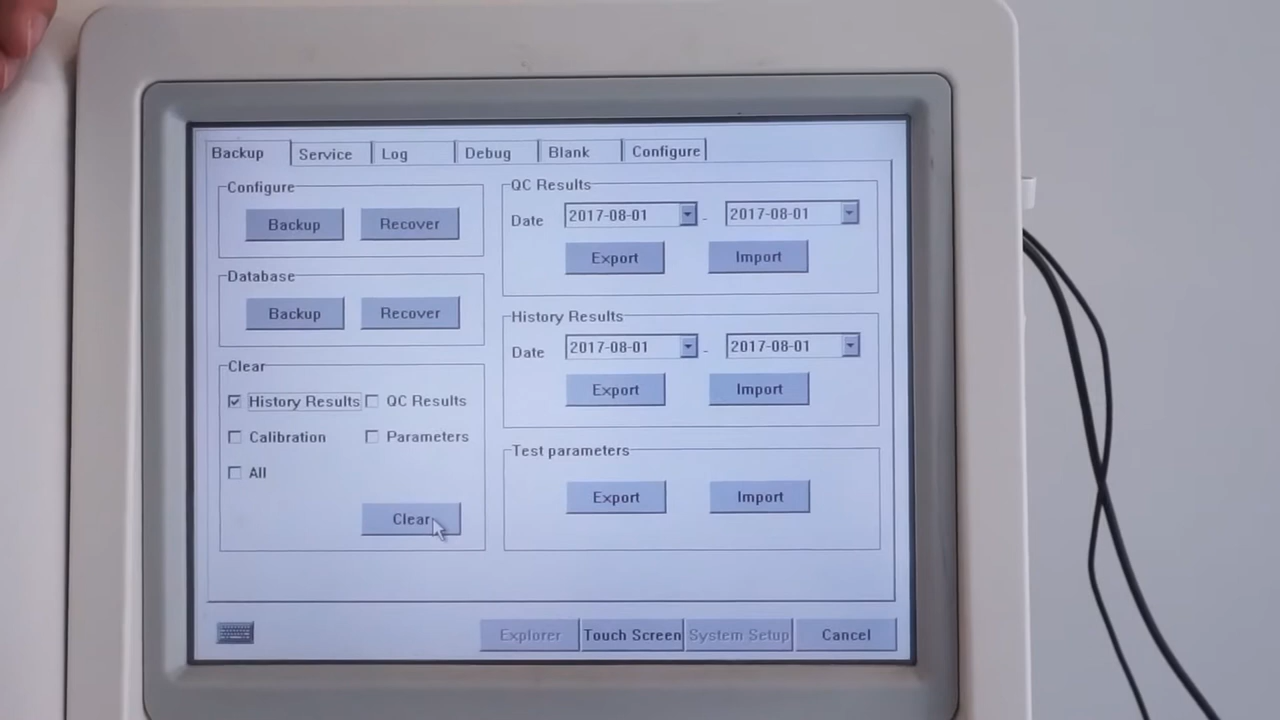 Backup Service Log Debug Blank Configure
Configure
Backup Recover
Database
Backup Recover
Clear
History Results QC Results
Calibration Parameters
All
Clear
QC Results
Date 2017-08-01 - 2017-08-01
Export Import
History Results
Date 2017-08-01 - 2017-08-01
Export Import
Test parameters
Export Import
Explorer Touch Screen System Setup Cancel